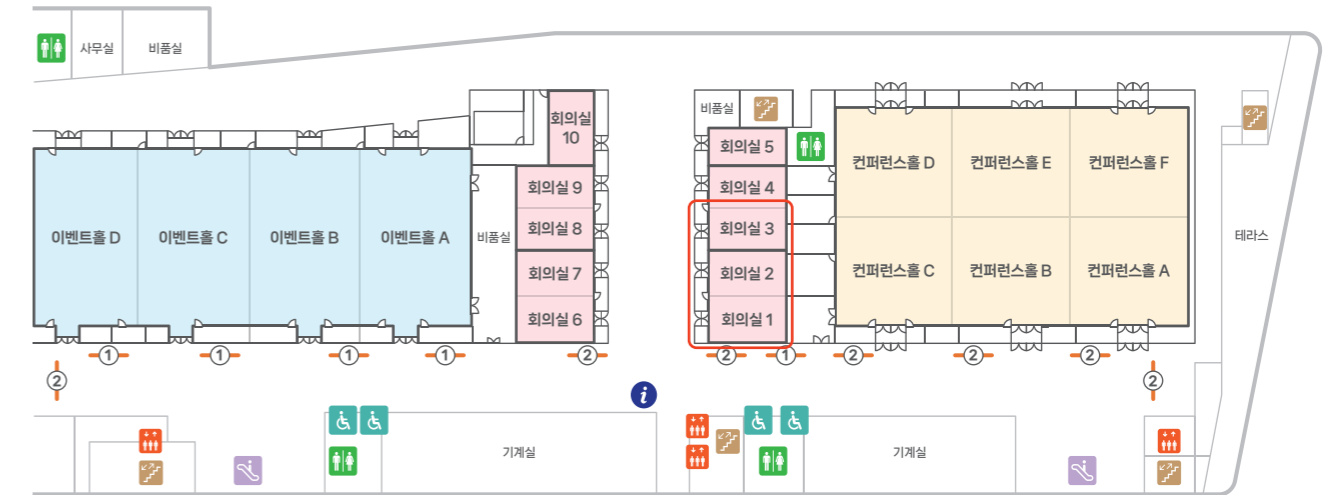 사무실
비품실
회의실
10
비품실
회의실 5
컨퍼런스홀 D
컨퍼런스홀 E
컨퍼런스홀 F
회의실 9
회의실 4
이벤트홀 D
이벤트홀 C
이벤트홀 B
이벤트홀 A
비품실
회의실 8
회의실 3
테라스
회의실 7
회의실 2
컨퍼런스홀 C
컨퍼런스홀 B
컨퍼런스홀 A
회의실 6
회의실 1
1
1
1
1
2
2
1
2
2
2
2
2
i
기계실
기계실